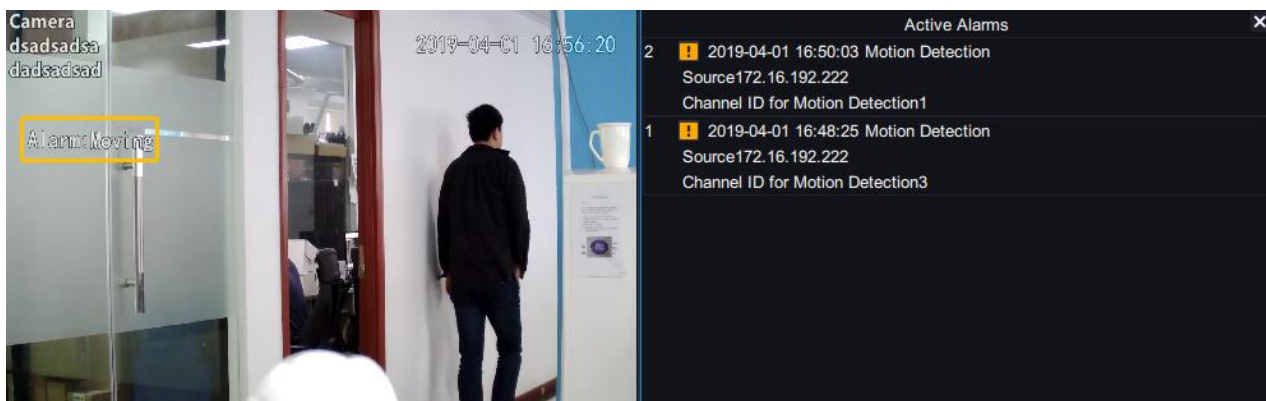 Camera
dsadsadsa
dadsadsad
2019-04-01 16:56:20
Alarm:Moving
Active Alarms
2 ! 2019-04-01 16:50:03 Motion Detection
Source172.16.192.222
Channel ID for Motion Detection1
1 ! 2019-04-01 16:48:25 Motion Detection
Source172.16.192.222
Channel ID for Motion Detection3